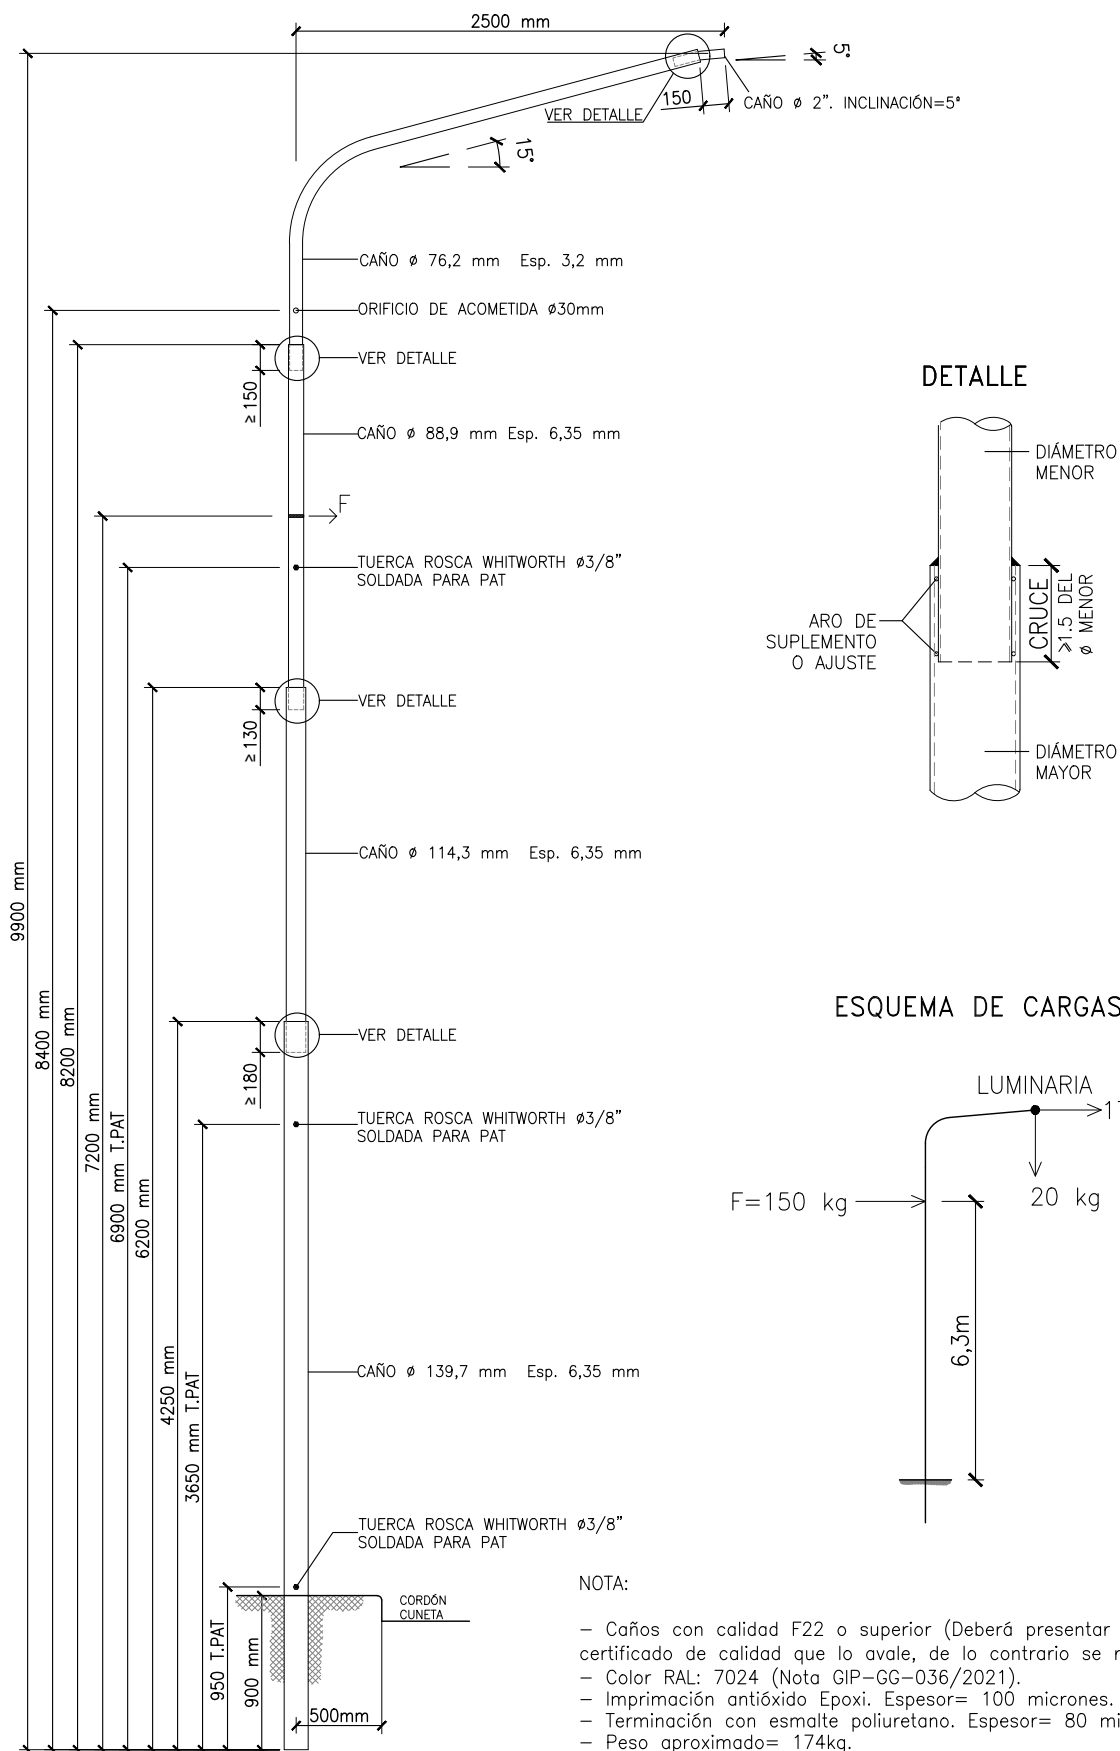 2500 mm
5°
150
CAÑO ø 2". INCLINACIÓN=5°
VER DETALLE
15°
CAÑO ø 76,2 mm Esp. 3,2 mm
ORIFICIO DE ACOMETIDA ø30mm
VER DETALLE
≥150
CAÑO ø 88,9 mm Esp. 6,35 mm
F
TUERCA ROSCA WHITWORTH ø3/8"
SOLDADA PARA PAT
VER DETALLE
≥130
CAÑO ø 114,3 mm Esp. 6,35 mm
VER DETALLE
≥180
TUERCA ROSCA WHITWORTH ø3/8"
SOLDADA PARA PAT
CAÑO ø 139,7 mm Esp. 6,35 mm
TUERCA ROSCA WHITWORTH ø3/8"
SOLDADA PARA PAT
CORDÓN
CUNETA
500mm
9900 mm
8400 mm
8200 mm
7200 mm
6900 mm T.PAT
6200 mm
4250 mm
3650 mm T.PAT
950 T.PAT
900 mm
DETALLE
DIÁMETRO
MENOR
CRUCE
≥1.5 DEL
ø MENOR
ARO DE
SUPLEMENTO
O AJUSTE
DIÁMETRO
MAYOR
ESQUEMA DE CARGAS
LUMINARIA
20 kg
F=150 kg
6,3m
NOTA:
– Caños con calidad F22 o superior (Deberá presentar
certificado de calidad que lo avale, de lo contrario se
– Color RAL: 7024 (Nota GIP–GG–036/2021).
– Imprimación antióxido Epoxi. Espesor= 100 micrones.
– Terminación con esmalte poliuretano. Espesor= 80
– Peso aproximado= 174kg.